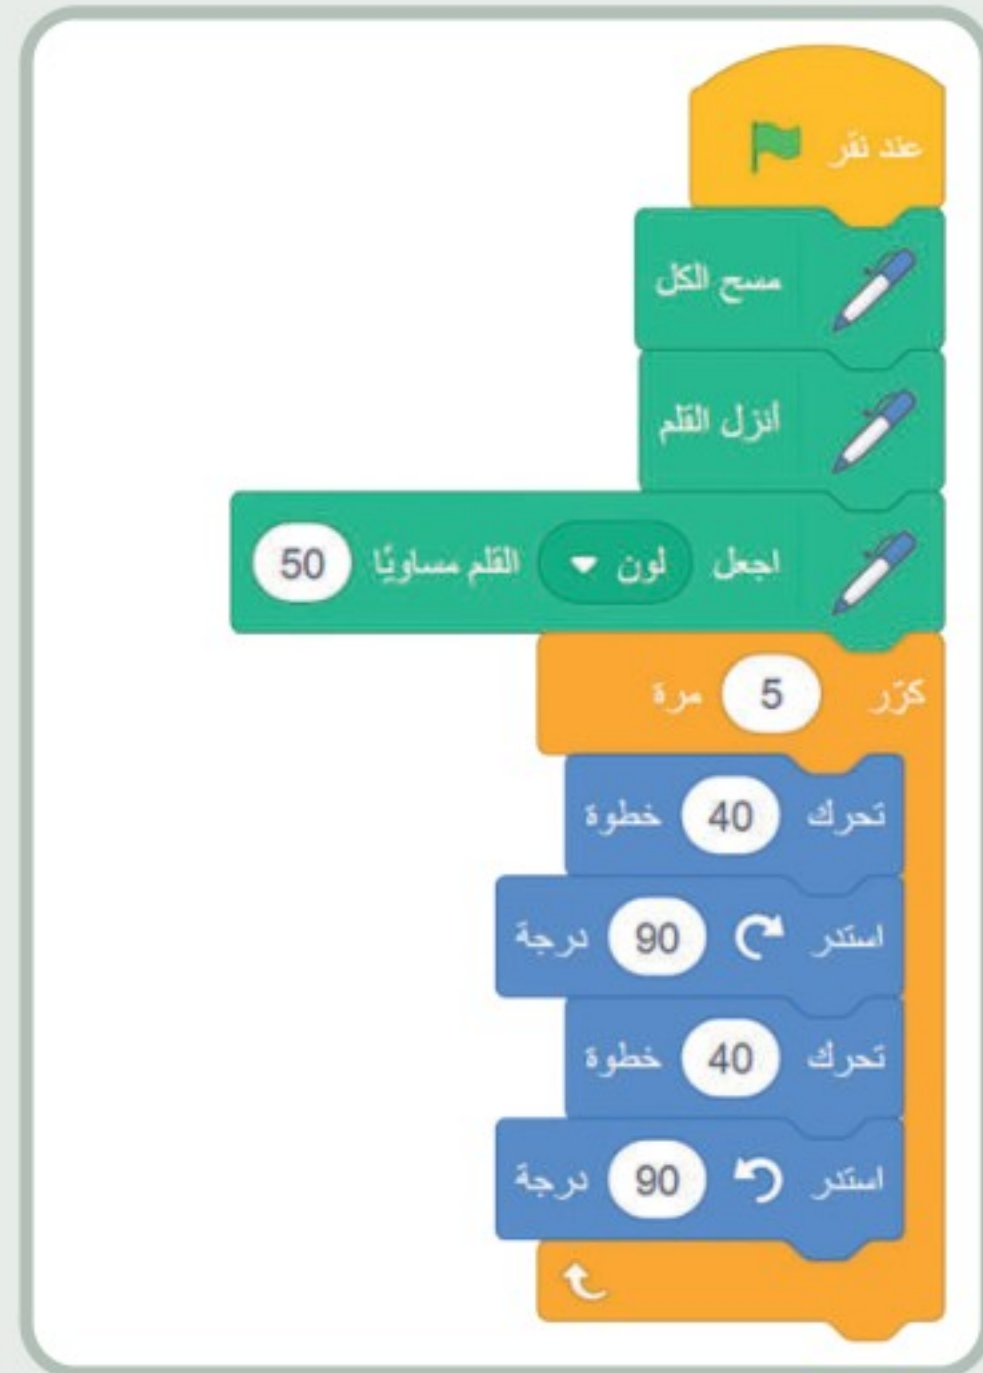 عند نقر
مسح الكل
أنزل القلم
اجعل لون القلم مساويًا 50
كرّر 5 مرة
تحرك 40 خطوة
استدر 90 درجة
تحرك 40 خطوة
استدر 90 درجة